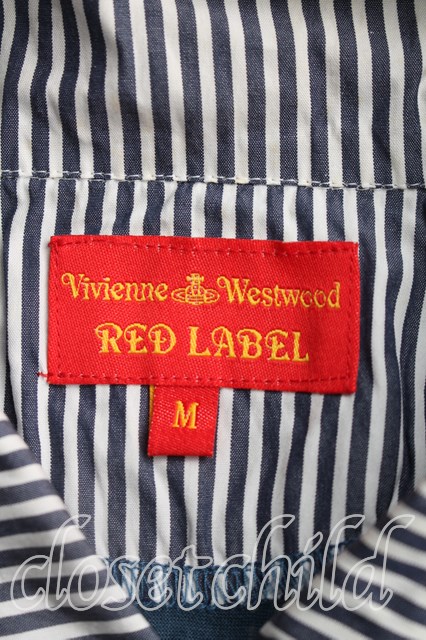 Vivienne Westwood
RED LABEL
M
closetchild